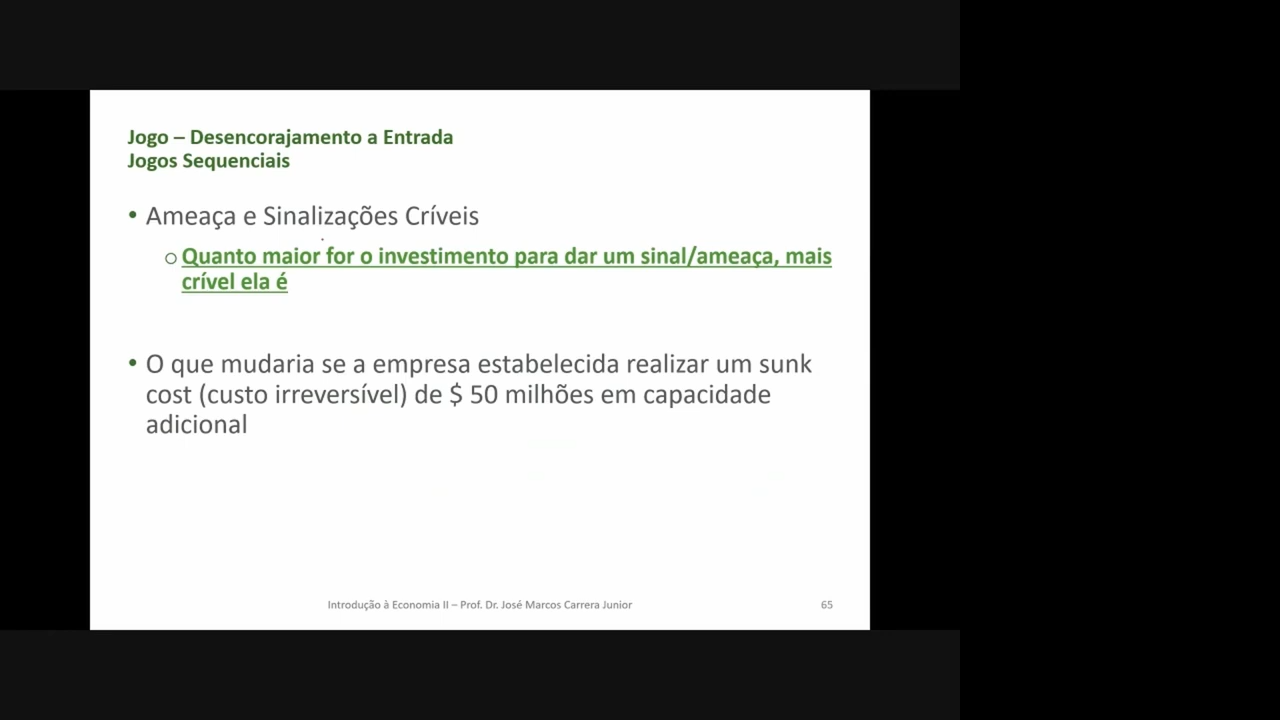 Jogo – Desencorajamento a Entrada
Jogos Sequenciais
• Ameaça e Sinalizações Críveis
○ Quanto maior for o investimento para dar um sinal/ameaça, mais
crível ela é
• O que mudaria se a empresa estabelecida realizar um sunk
cost (custo irreversível) de $ 50 milhões em capacidade
adicional
Introdução à Economia II – Prof. Dr. José Marcos Carrera Junior
65